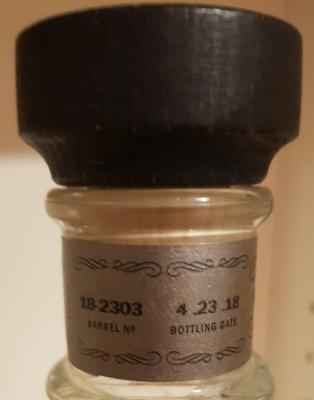 18-2303 4.23.18
BARREL Nº BOTTLING DATE